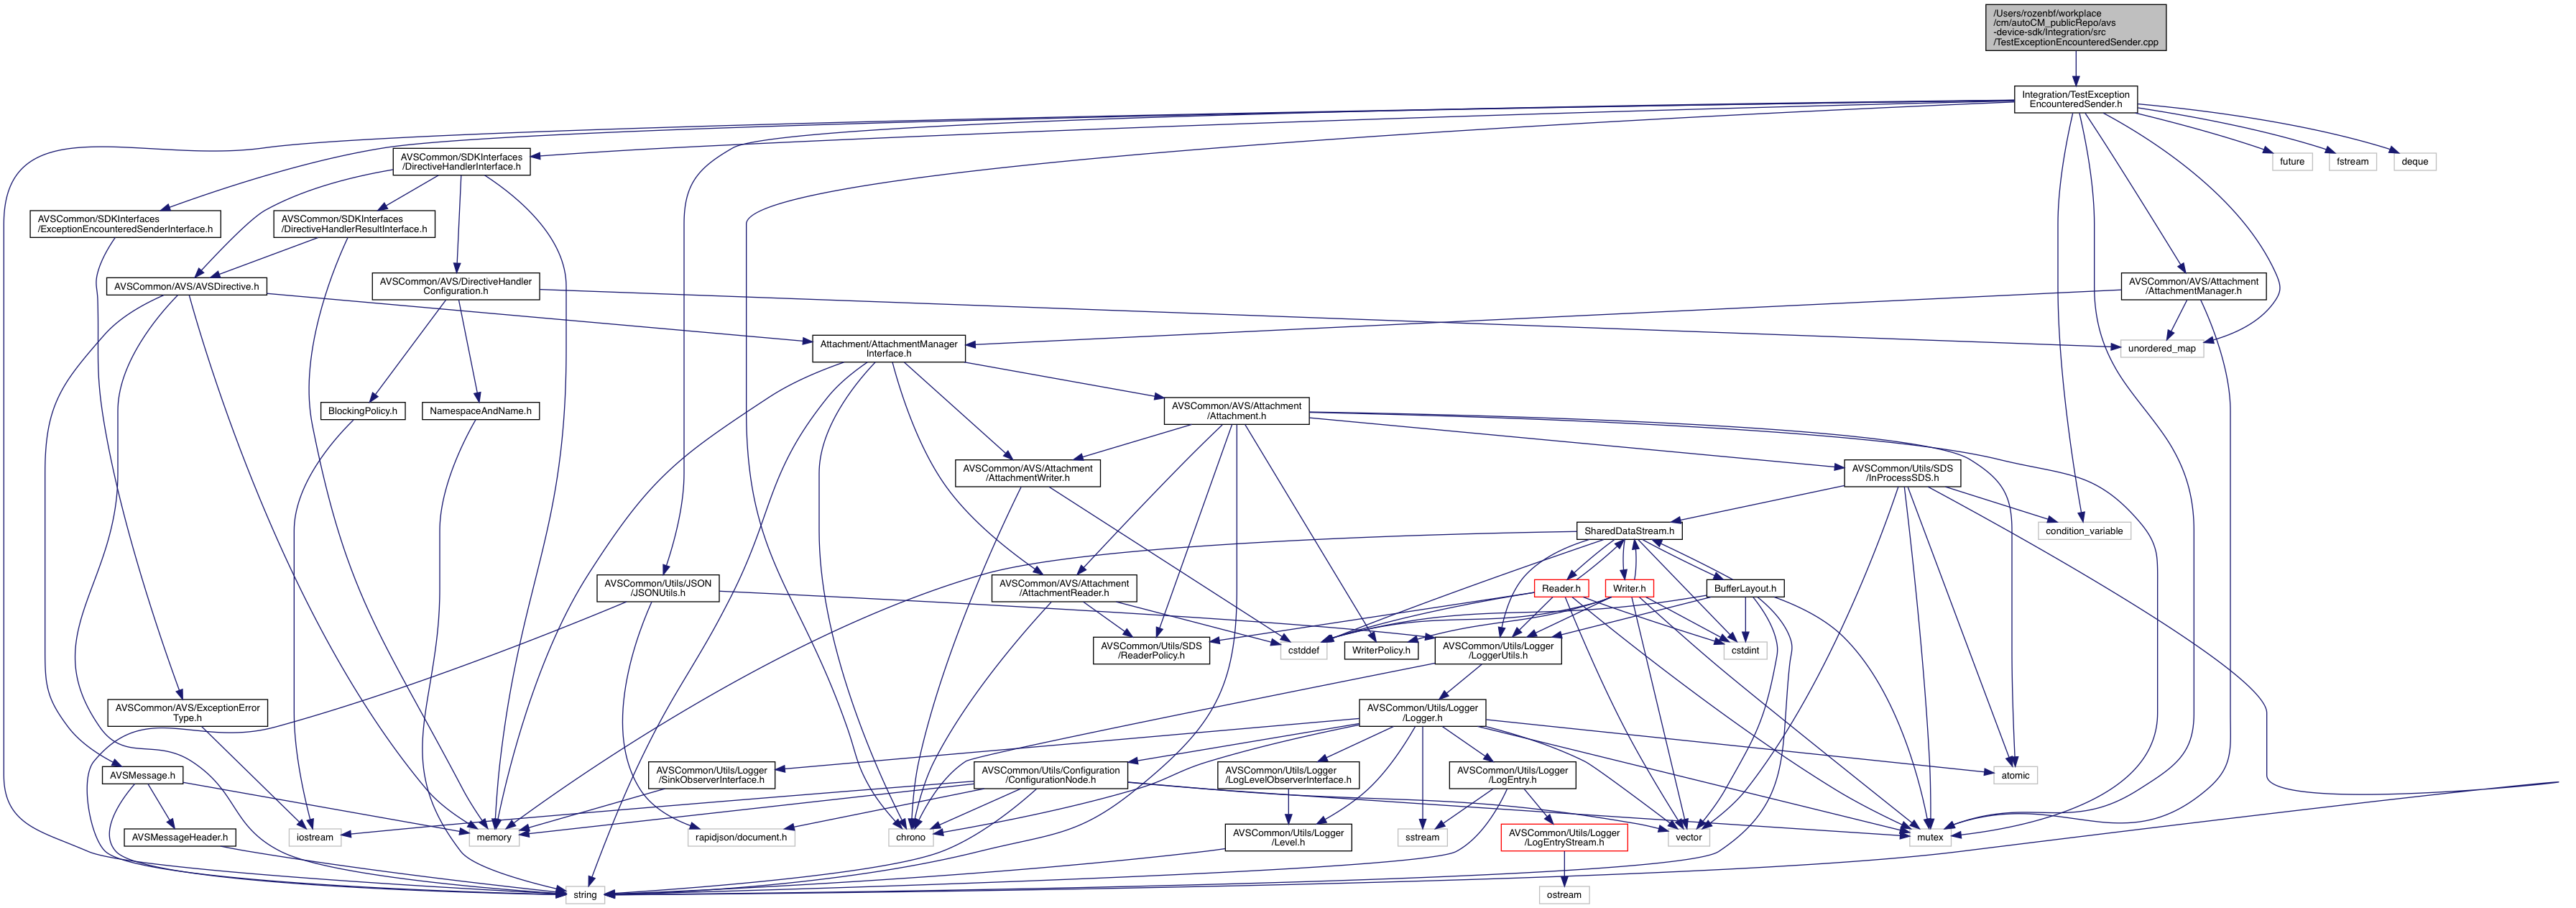 /Users/rozenbf/workplace
/cm/autoCM_publicRepo/avs
-device-sdk/Integration/src
/TestExceptionEncounteredSender.cpp
Integration/TestException
EncounteredSender.h
AVSCommon/SDKInterfaces
/DirectiveHandlerInterface.h
future
fstream
deque
AVSCommon/SDKInterfaces
/ExceptionEncounteredSenderInterface.h
AVSCommon/SDKInterfaces
/DirectiveHandlerResultInterface.h
AVSCommon/AVS/AVSDirective.h
AVSCommon/AVS/DirectiveHandler
Configuration.h
AVSCommon/AVS/Attachment
/AttachmentManager.h
Attachment/AttachmentManager
Interface.h
unordered_map
BlockingPolicy.h
NamespaceAndName.h
AVSCommon/AVS/Attachment
/Attachment.h
AVSCommon/AVS/Attachment
/AttachmentWriter.h
AVSCommon/Utils/SDS
/InProcessSDS.h
SharedDataStream.h
condition_variable
AVSCommon/Utils/JSON
/JSONUtils.h
AVSCommon/AVS/Attachment
/AttachmentReader.h
Reader.h
Writer.h
BufferLayout.h
AVSCommon/Utils/SDS
/ReaderPolicy.h
cstddef
WriterPolicy.h
AVSCommon/Utils/Logger
/LoggerUtils.h
cstdint
AVSCommon/AVS/ExceptionError
Type.h
AVSCommon/Utils/Logger
/Logger.h
AVSMessage.h
AVSCommon/Utils/Logger
/SinkObserverInterface.h
AVSCommon/Utils/Configuration
/ConfigurationNode.h
AVSCommon/Utils/Logger
/LogLevelObserverInterface.h
AVSCommon/Utils/Logger
/LogEntry.h
atomic
AVSMessageHeader.h
iostream
memory
rapidjson/document.h
chrono
AVSCommon/Utils/Logger
/Level.h
sstream
AVSCommon/Utils/Logger
/LogEntryStream.h
vector
mutex
string
ostream